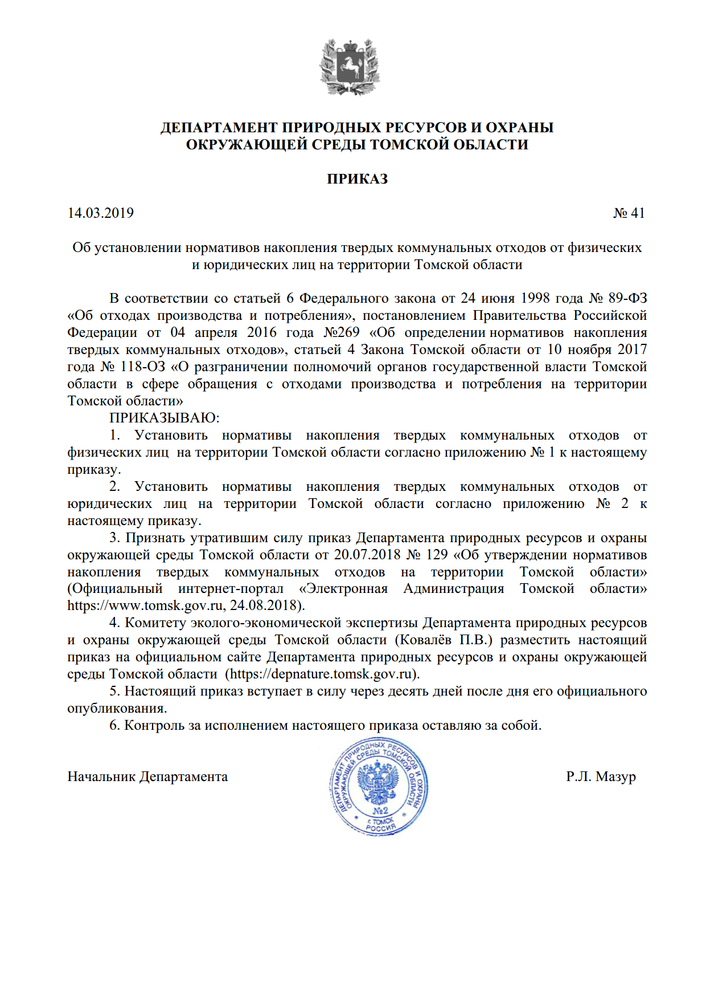 ДЕПАРТАМЕНТ ПРИРОДНЫХ РЕСУРСОВ И ОХРАНЫ
ОКРУЖАЮЩЕЙ СРЕДЫ ТОМСКОЙ ОБЛАСТИ
ПРИКАЗ
14.03.2019 № 41
Об установлении нормативов накопления твердых коммунальных отходов от физических
и юридических лиц на территории Томской области
В соответствии со статьей 6 Федерального закона от 24 июня 1998 года № 89-ФЗ
«Об отходах производства и потребления», постановлением Правительства Российской
Федерации от 04 апреля 2016 года №269 «Об определении нормативов накопления
твердых коммунальных отходов», статьей 4 Закона Томской области от 10 ноября 2017
года № 118-ОЗ «О разграничении полномочий органов государственной власти Томской
области в сфере обращения с отходами производства и потребления на территории
Томской области»
ПРИКАЗЫВАЮ:
1. Установить нормативы накопления твердых коммунальных отходов от
физических лиц на территории Томской области согласно приложению № 1 к настоящему
приказу.
2. Установить нормативы накопления твердых коммунальных отходов от
юридических лиц на территории Томской области согласно приложению № 2 к
настоящему приказу.
3. Признать утратившим силу приказ Департамента природных ресурсов и охраны
окружающей среды Томской области от 20.07.2018 № 129 «Об утверждении нормативов
накопления твердых коммунальных отходов на территории Томской области»
(Официальный интернет-портал «Электронная Администрация Томской области»
https://www.tomsk.gov.ru, 24.08.2018).
4. Комитету эколого-экономической экспертизы Департамента природных ресурсов
и охраны окружающей среды Томской области (Ковалёв П.В.) разместить настоящий
приказ на официальном сайте Департамента природных ресурсов и охраны окружающей
среды Томской области (https://depnature.tomsk.gov.ru).
5. Настоящий приказ вступает в силу через десять дней после дня его официального
опубликования.
6. Контроль за исполнением настоящего приказа оставляю за собой.
Начальник Департамента Р.Л. Мазур
ДЕПАРТАМЕНТ ПРИРОДНЫХ РЕСУРСОВ И ОХРАНЫ
ОКРУЖАЮЩЕЙ СРЕДЫ ТОМСКОЙ ОБЛАСТИ
№2
* г. ТОМСК *
РОССИЯ